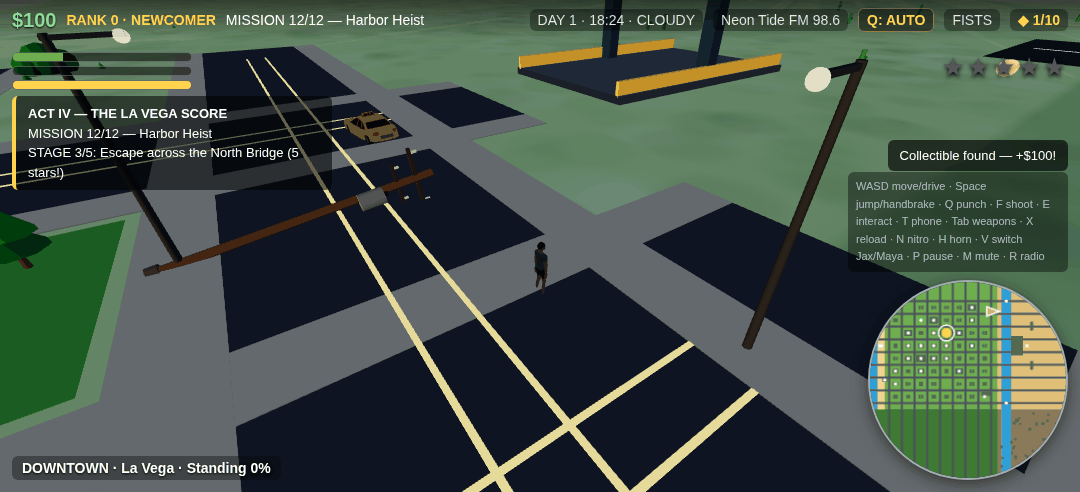 $100 RANK 0 · NEWCOMER MISSION 12/12 — Harbor Heist DAY 1 · 18:24 · CLOUDY Neon Tide FM 98.6 Q: AUTO FISTS ◆ 1/10
ACT IV — THE LA VEGA SCORE
MISSION 12/12 — Harbor Heist
STAGE 3/5: Escape across the North Bridge (5
stars!)
Collectible found — +$100!
WASD move/drive · Space
jump/handbrake · Q punch · F shoot · E
interact · T phone · Tab weapons · X
reload · N nitro · H horn · V switch
Jax/Maya · P pause · M mute · R radio
DOWNTOWN · La Vega · Standing 0%